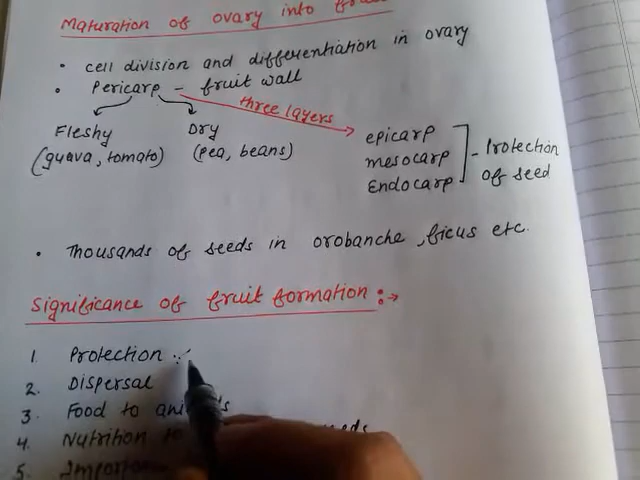 Maturation of ovary into
• cell division and differentiation in ovary
• Pericarp - fruit wall
three layers
Fleshy
(guava, tomato)
Dry
(pea, beans)
epicarp
mesocarp
Endocarp
- Protection of seed
• Thousands of seeds in orobanche, ficus etc.
Significance of fruit formation :→
1. Protection
2. Dispersal
3. Food to
4. Nutrition to
5.